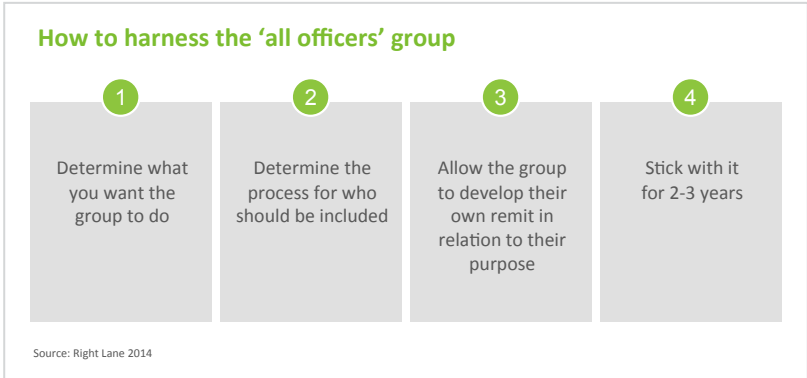 How to harness the ‘all officers’ group
1
Determine what
you want the
group to do
2
Determine the
process for who
should be included
3
Allow the group
to develop their
own remit in
relation to their
purpose
4
Stick with it
for 2-3 years
Source: Right Lane 2014